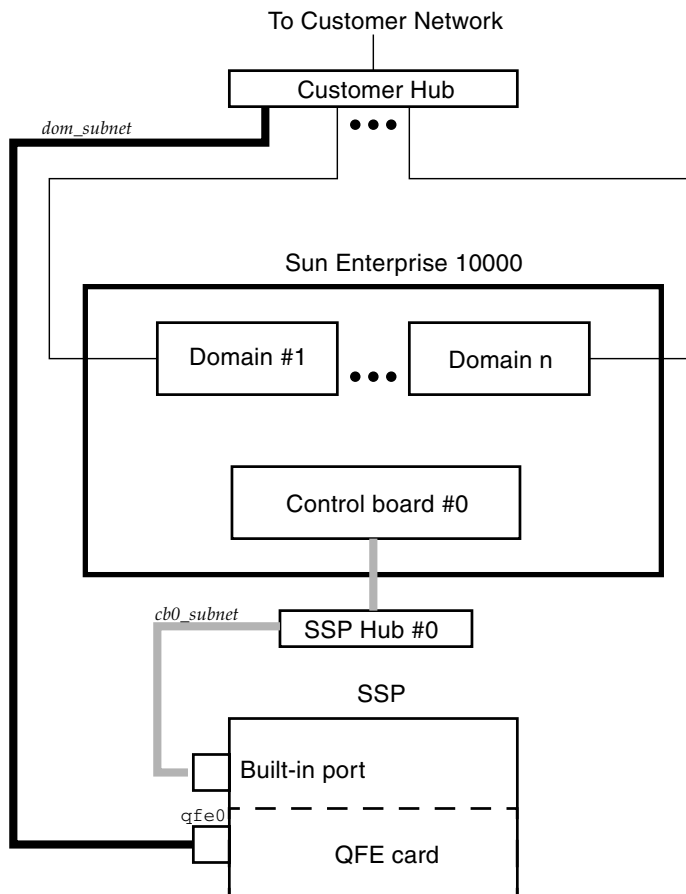 To Customer Network
Customer Hub
dom_subnet
Sun Enterprise 10000
Domain #1
Domain n
Control board #0
cb0_subnet
SSP Hub #0
SSP
Built-in port
qfe0
QFE card